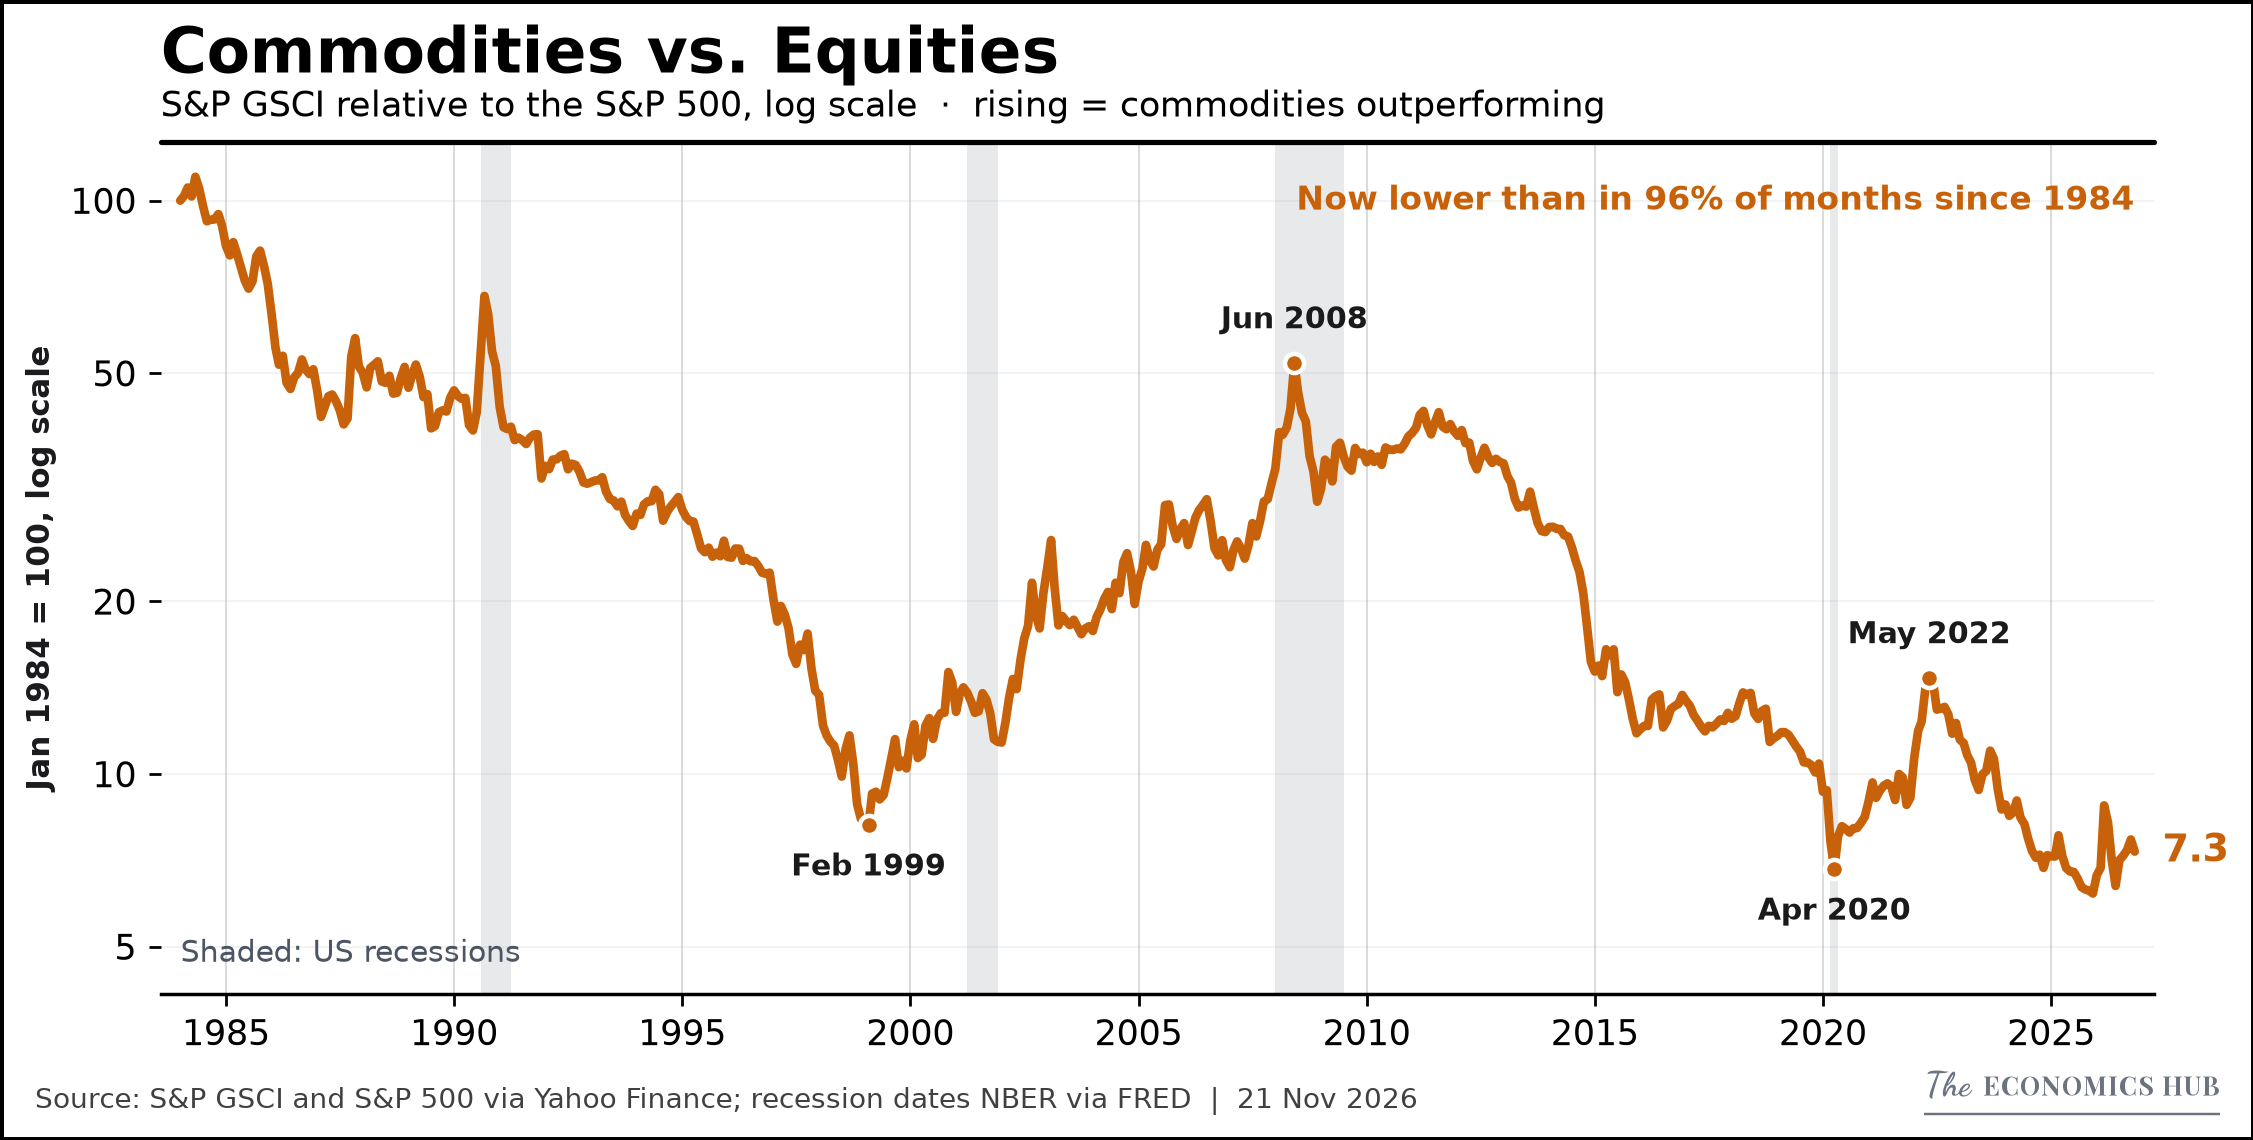 Commodities vs. Equities
S&P GSCI relative to the S&P 500, log scale · rising = commodities outperforming
Now lower than in 96% of months since 1984
Jan 1984 = 100, log scale
100
50
20
10
5
Jun 2008
May 2022
Feb 1999
Apr 2020
7.3
Shaded: US recessions
1985 1990 1995 2000 2005 2010 2015 2020 2025
Source: S&P GSCI and S&P 500 via Yahoo Finance; recession dates NBER via FRED | 21 Nov 2026
The ECONOMICS HUB